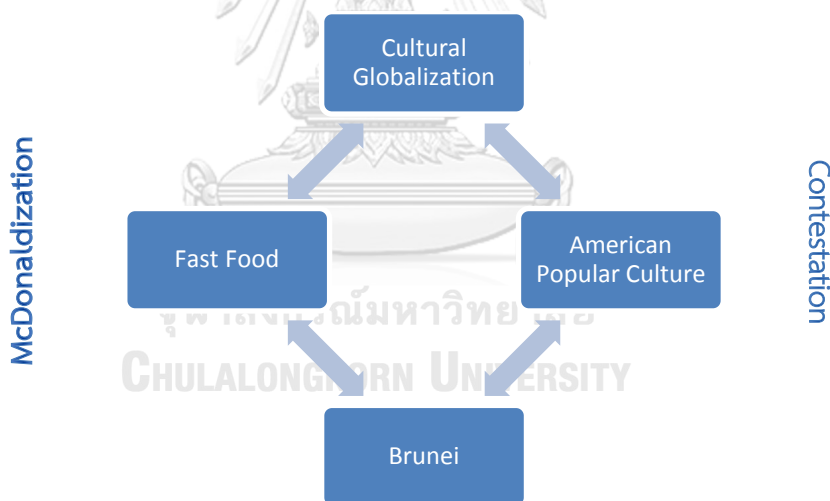 Cultural
Globalization
McDonaldization
Fast Food
American
Popular Culture
Contestation
CHULALONGKORN UNIVERSITY
Brunei